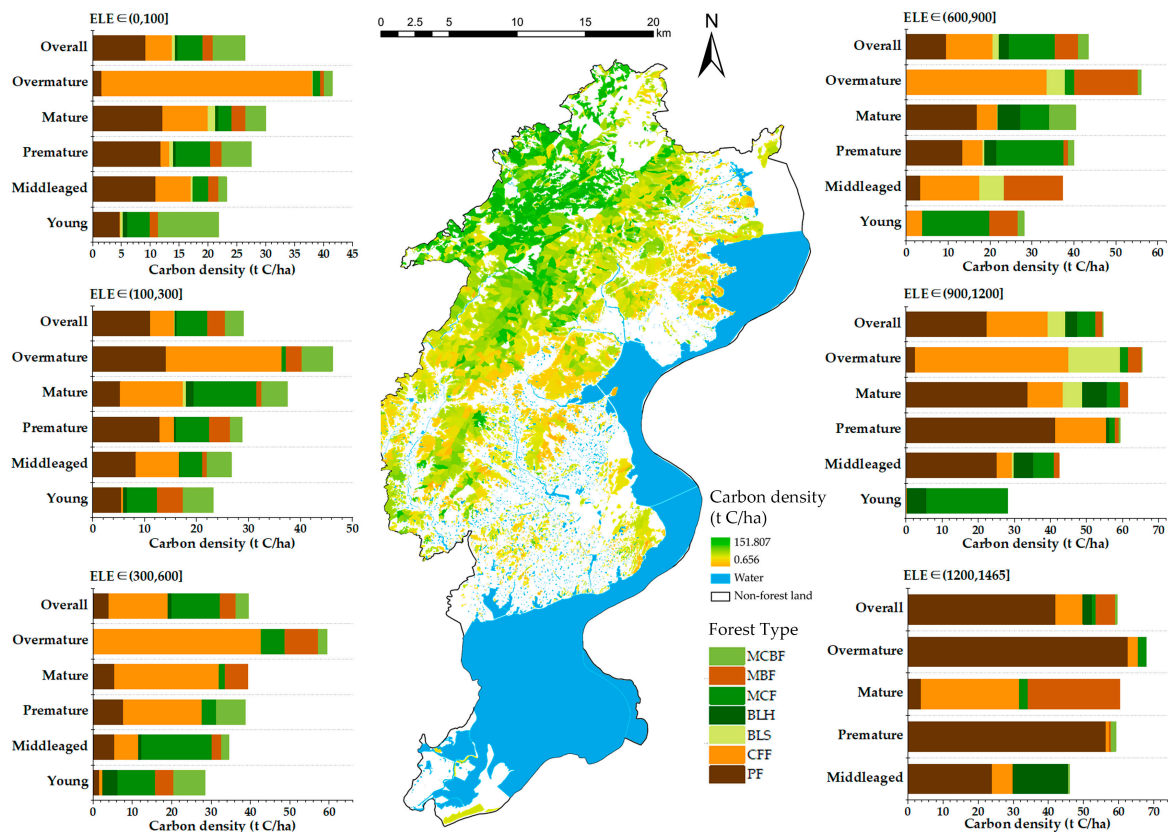 ELE∈(0,100]
Overall
Overmature
Mature
Premature
Middleaged
Young
0 5 10 15 20 25 30 35 40 45
Carbon density (t C/ha)
ELE∈(100,300]
Overall
Overmature
Mature
Premature
Middleaged
Young
0 10 20 30 40 50
Carbon density (t C/ha)
ELE∈(300,600]
Overall
Overmature
Mature
Premature
Middleaged
Young
0 10 20 30 40 50 60
Carbon density (t C/ha)
0 2.5 5 10 15 20
km
N
Carbon density
(t C/ha)
151.807
0.656
Water
Non-forest land
Forest Type
MCBF
MBF
MCF
BLH
BLS
CFF
PF
ELE∈(600,900]
Overall
Overmature
Mature
Premature
Middleaged
Young
0 10 20 30 40 50 60
Carbon density (t C/ha)
ELE∈(900,1200]
Overall
Overmature
Mature
Premature
Middleaged
Young
0 10 20 30 40 50 60 70
Carbon density (t C/ha)
ELE∈(1200,1465]
Overall
Overmature
Mature
Premature
Middleaged
0 10 20 30 40 50 60 70
Carbon density (t C/ha)